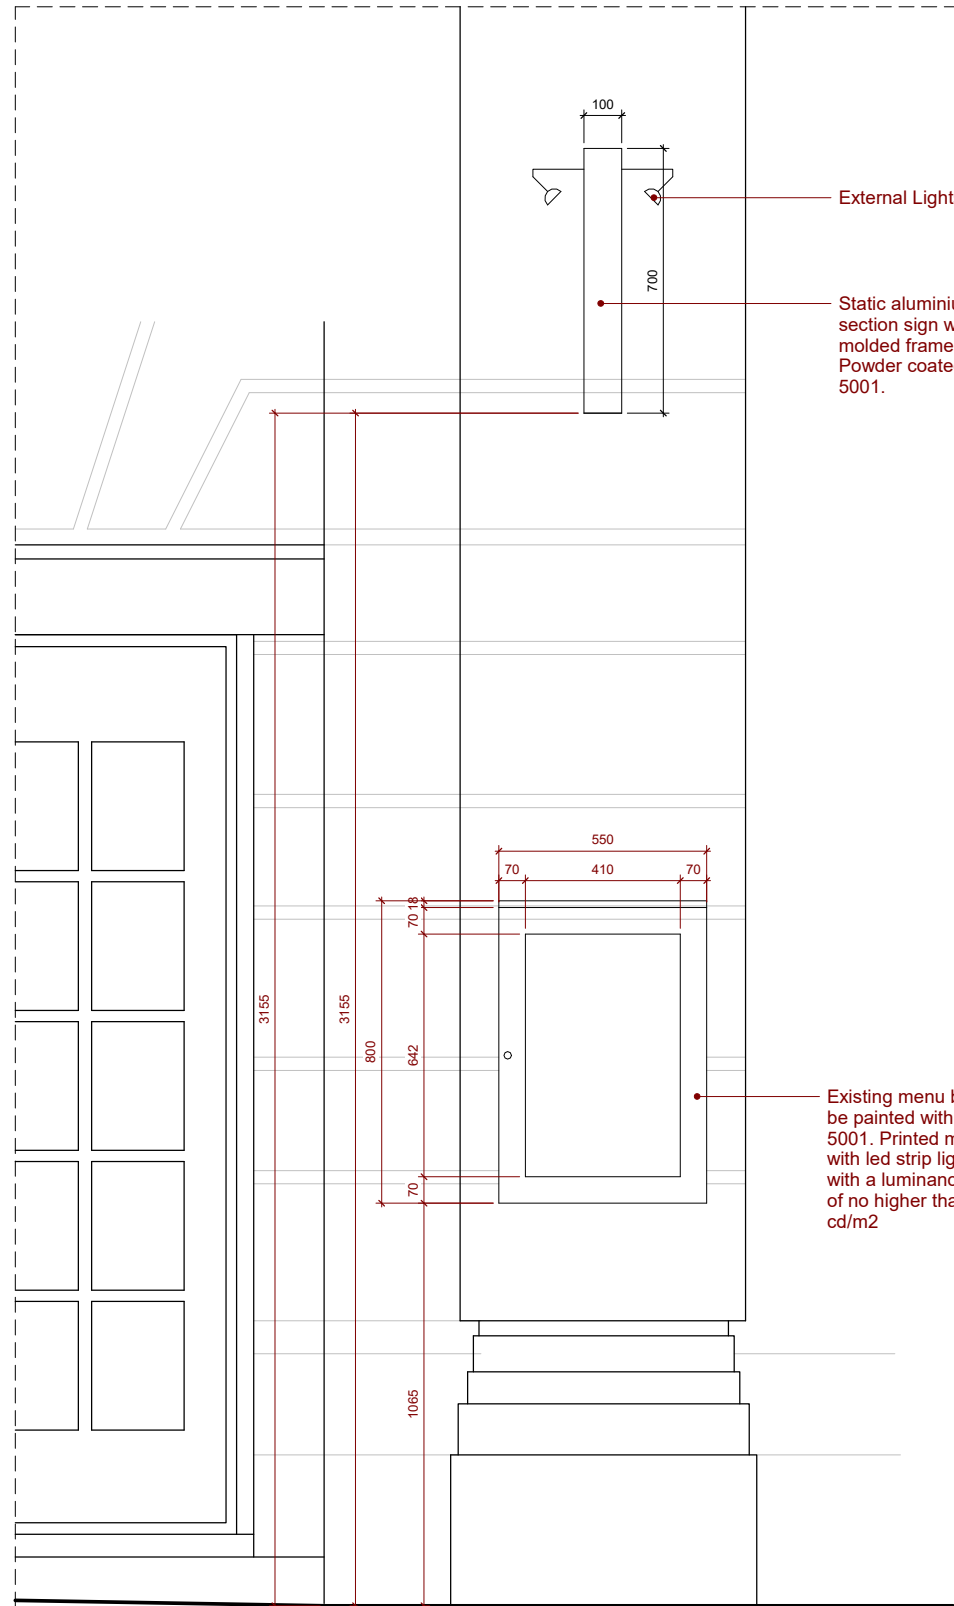 100
External Light
700
Static aluminiu
section sign w
molded frame
Powder coate
5001.
550
70 410 70
18
70
3155
3155
800
642
Existing menu b
be painted with
5001. Printed m
with led strip lig
with a luminanc
of no higher tha
cd/m2
70
1065